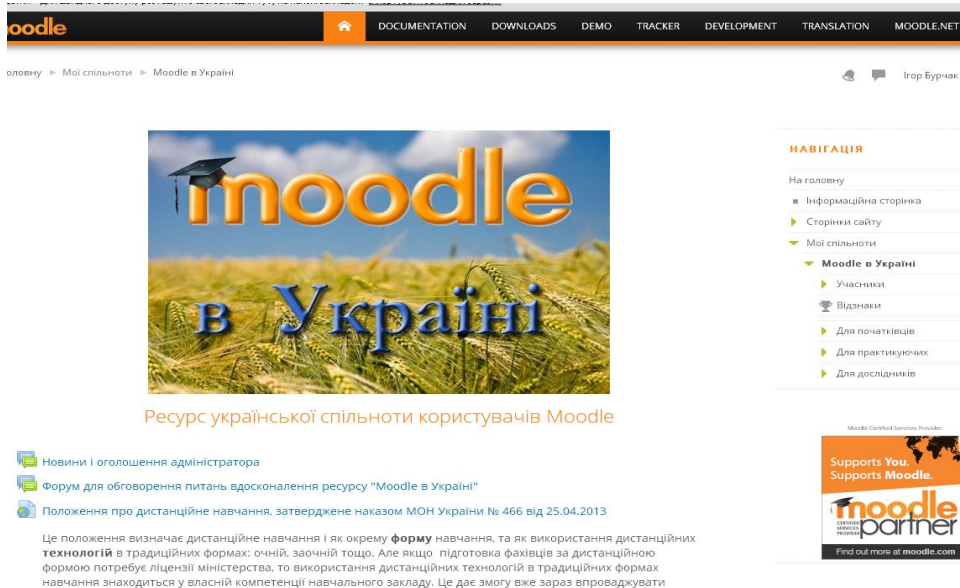 moodle
DOCUMENTATION DOWNLOADS DEMO TRACKER DEVELOPMENT TRANSLATION MOODLE.NET
Мої спільноти Moodle в Україні
Ігор Бурчак
moodle
в Україні
Ресурс української спільноти користувачів Moodle
Новини і оголошення адміністратора
Форум для обговорення питань вдосконалення ресурсу "Moodle в Україні"
Положення про дистанційне навчання, затверджене наказом МОН України № 466 від 25.04.2013
Це положення визначає дистанційне навчання і як окрему форму навчання, та як використання дистанційних
технологій в традиційних формах: очній, заочній тощо. Але якщо підготовка фахівців за дистанційною
формою потребує ліцензії міністерства, то використання дистанційних технологій в традиційних формах
навчання знаходиться у власній компетенції навчального закладу. Це дає змогу вже зараз впроваджувати
НАВІГАЦІЯ
На головну
Інформаційна сторінка
Сторінки сайту
Мої спільноти
Moodle в Україні
Учасники
Відзнаки
Для початківців
Для практикуючих
Для дослідників
Moodle Certified Services Provider:
Supports You.
Supports Moodle.
moodle
CERTIFIED
SERVICES
PROVIDER
partner
Find out more at moodle.com